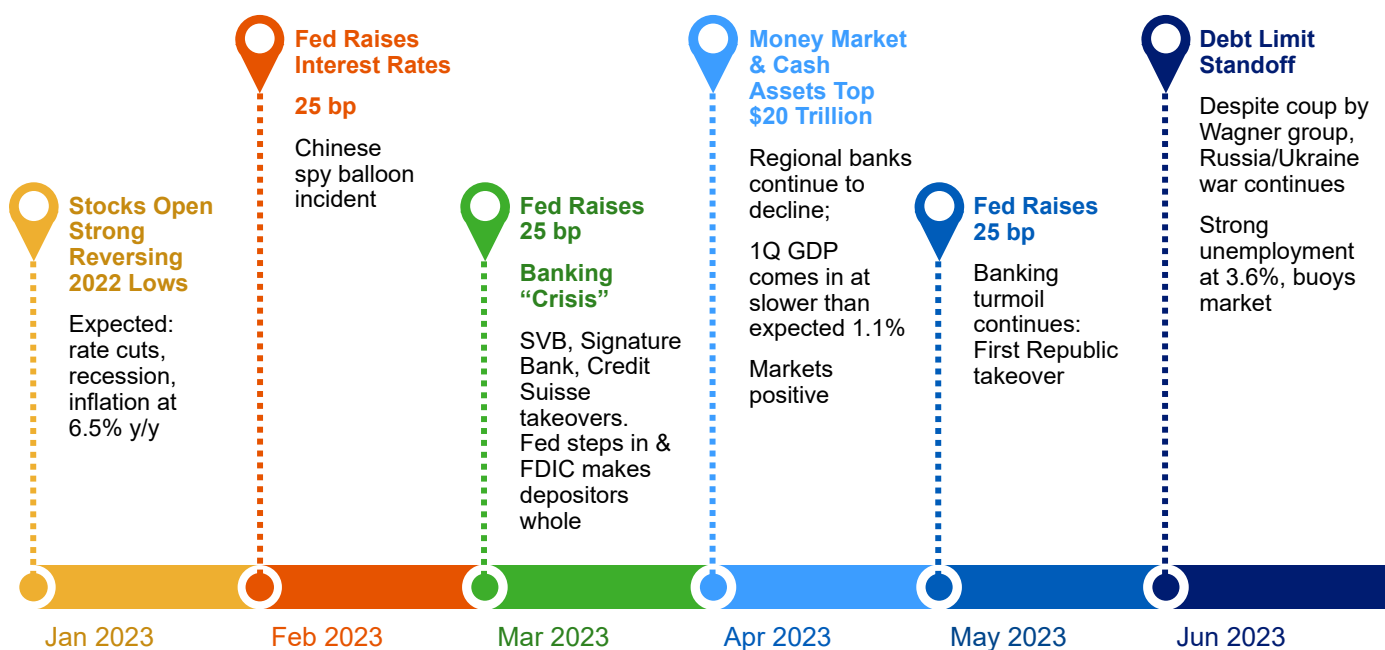 Stocks Open
Strong
Reversing
2022 Lows
Expected:
rate cuts,
recession,
inflation at
6.5% y/y
Jan 2023
Fed Raises
Interest Rates
25 bp
Chinese
spy balloon
incident
Feb 2023
Fed Raises
25 bp
Banking
“Crisis”
SVB, Signature
Bank, Credit
Suisse
takeovers.
Fed steps in &
FDIC makes
depositors
whole
Mar 2023
Money Market
& Cash
Assets Top
$20 Trillion
Regional banks
continue to
decline;
1Q GDP
comes in at
slower than
expected 1.1%
Markets
positive
Apr 2023
Fed Raises
25 bp
Banking
turmoil
continues:
First Republic
takeover
May 2023
Debt Limit
Standoff
Despite coup by
Wagner group,
Russia/Ukraine
war continues
Strong
unemployment
at 3.6%, buoys
market
Jun 2023